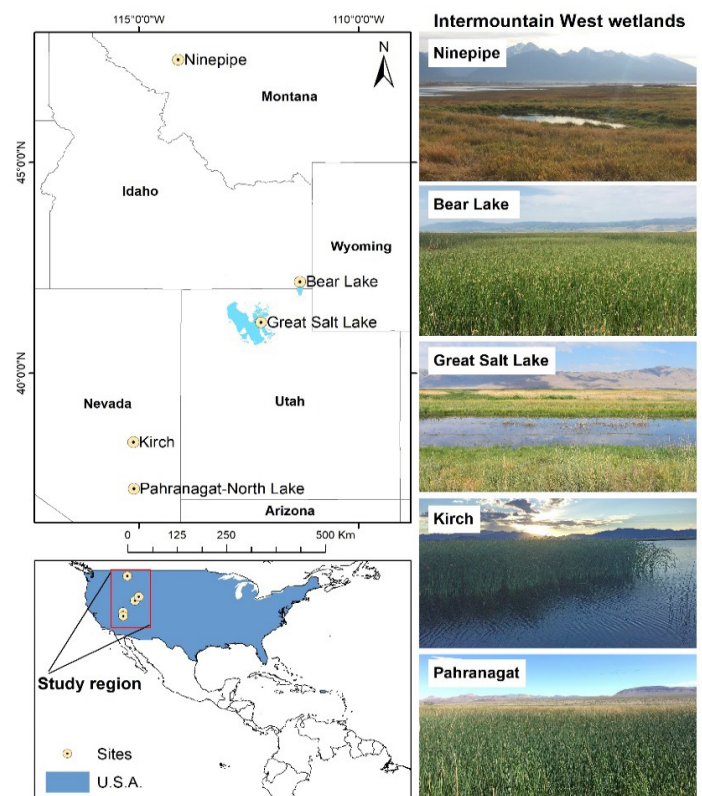 115°0'0"W
110°0'0"W
N
Ninepipe
Montana
45°0'0"N
Idaho
Wyoming
Bear Lake
Great Salt Lake
40°0'0"N
Nevada
Utah
Kirch
Pahranagat-North Lake
Arizona
0 125 250 500 Km
Study region
Sites
U.S.A.
Intermountain West wetlands
Ninepipe
Bear Lake
Great Salt Lake
Kirch
Pahranagat